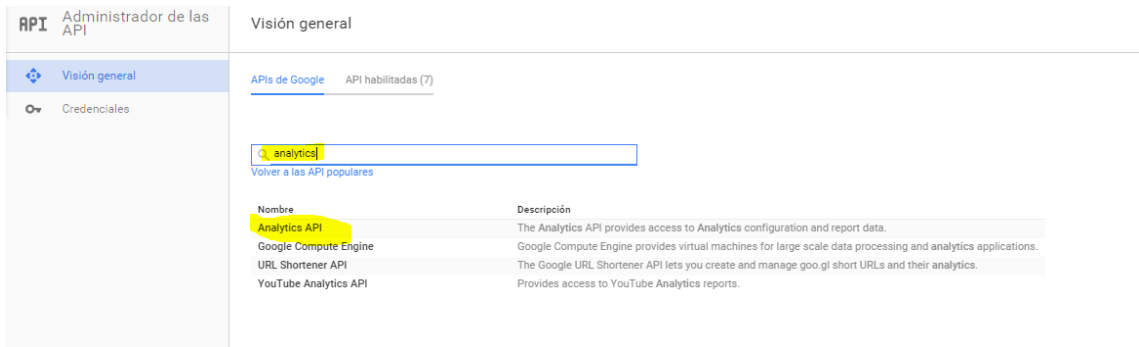 API Administrador de las API
Visión general
Credenciales
Visión general
APIs de Google API habilitadas (7)
analytics
Volver a las API populares
Nombre Descripción
Analytics API The Analytics API provides access to Analytics configuration and report data.
Google Compute Engine Google Compute Engine provides virtual machines for large scale data processing and analytics applications.
URL Shortener API The Google URL Shortener API lets you create and manage goo.gl short URLs and their analytics.
YouTube Analytics API Provides access to YouTube Analytics reports.